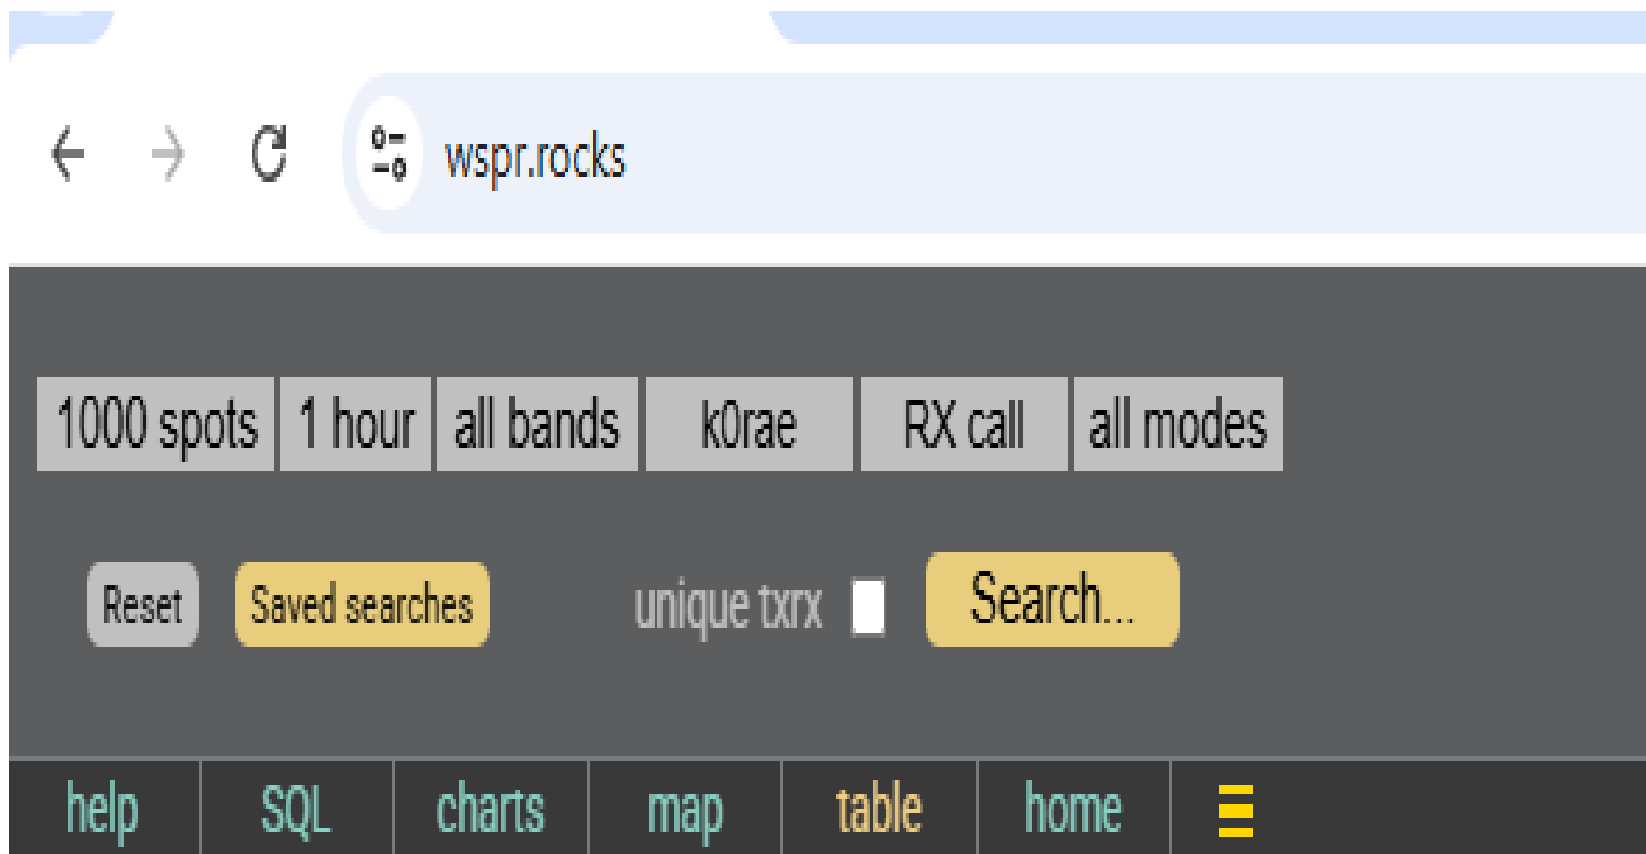 wspr.rocks
1000 spots 1 hour all bands k0rae RX call all modes
Reset Saved searches unique txrx Search...
help SQL charts map table home